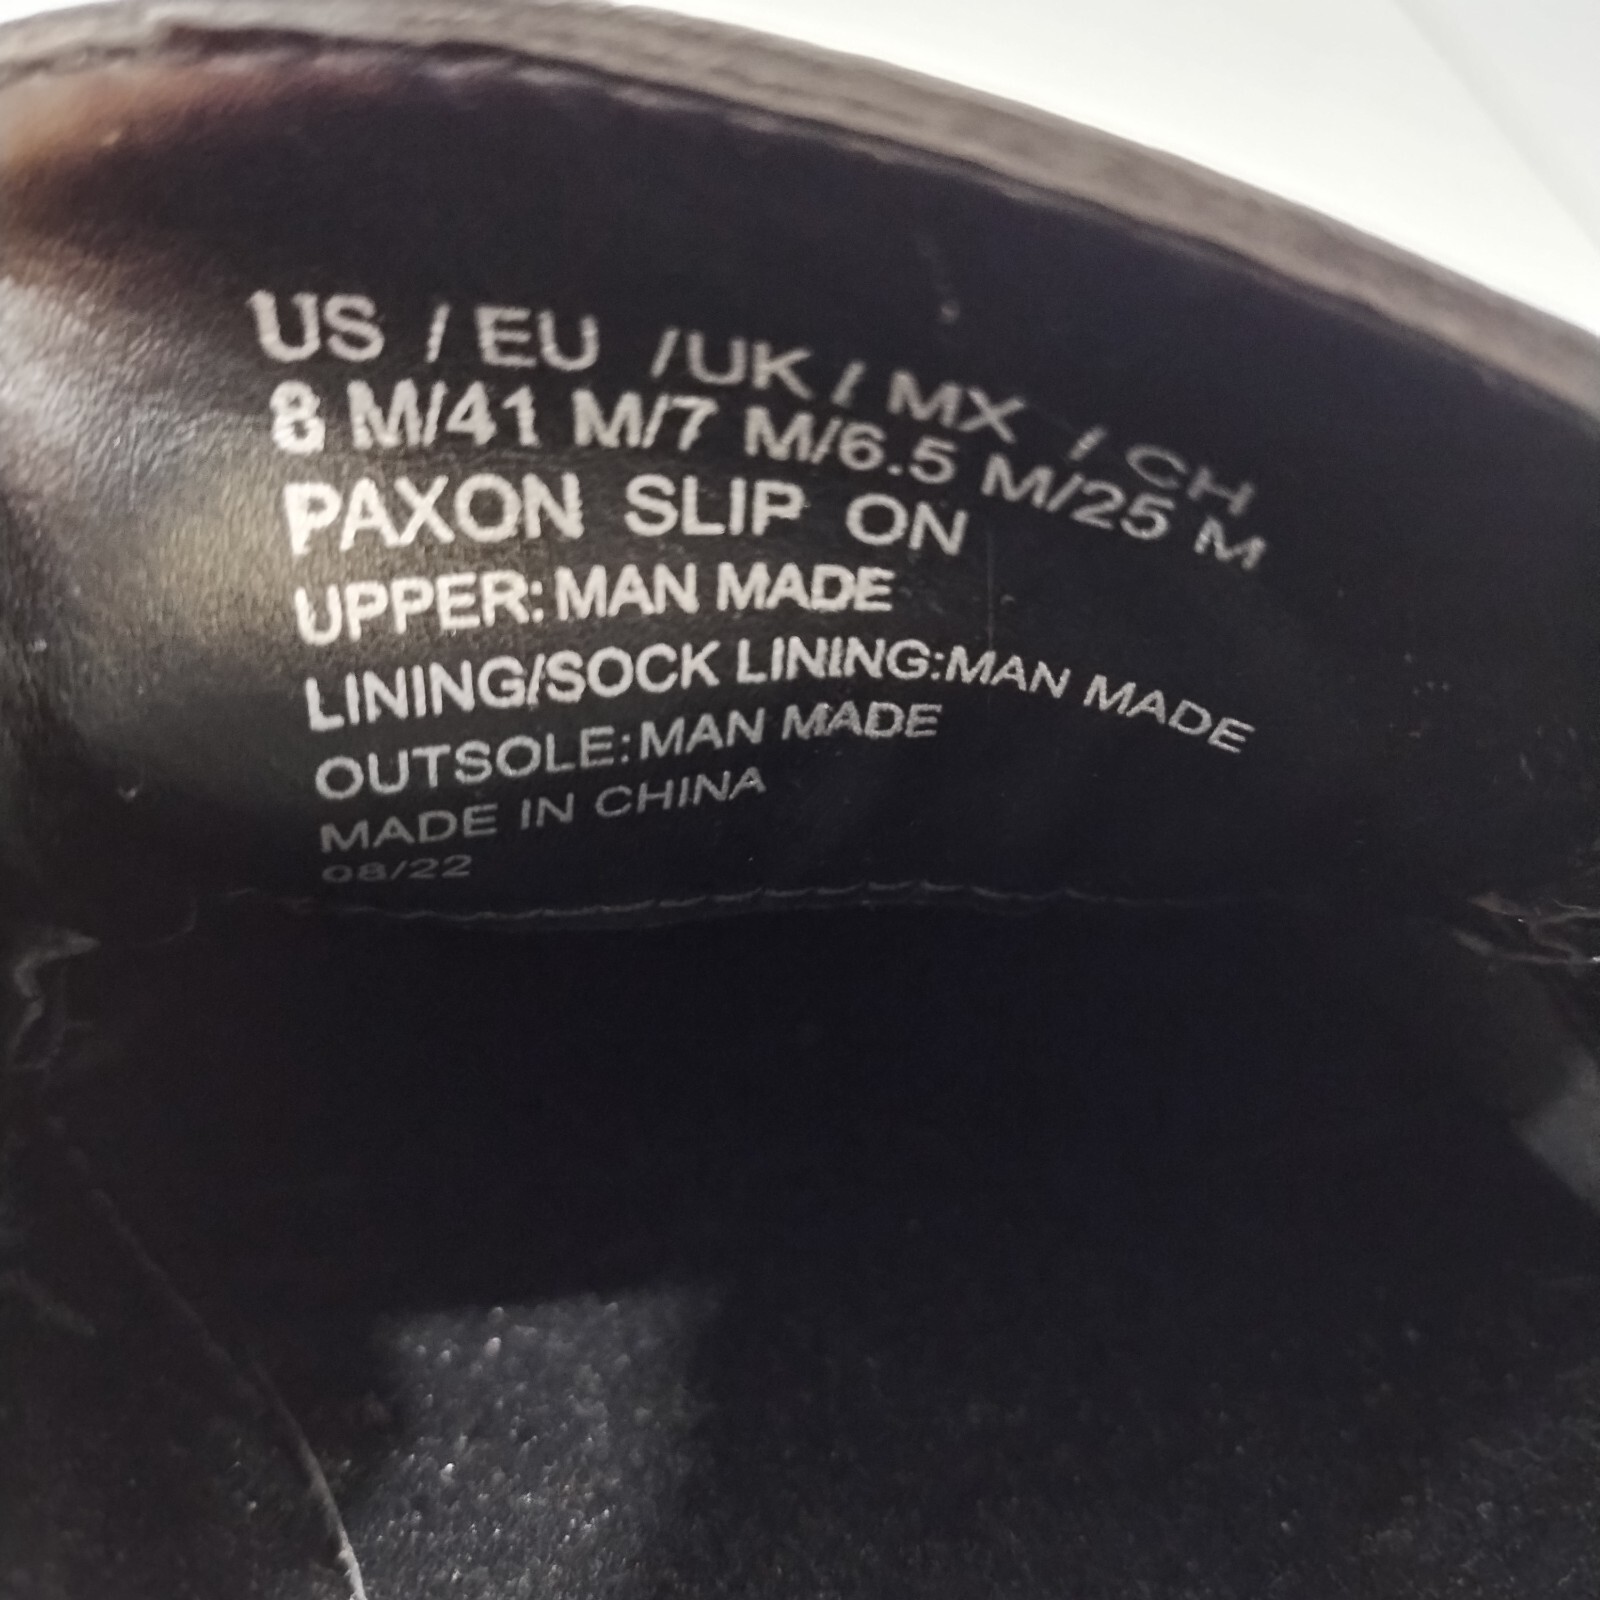 US / EU / UK / MX / CH
8 M/41 M/7 M/6.5 M/25 M
PAXON SLIP ON
UPPER: MAN MADE
LINING/SOCK LINING:MAN MADE
OUTSOLE:MAN MADE
MADE IN CHINA
08/22